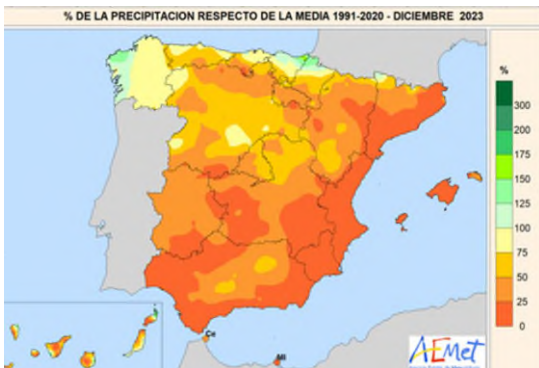 % DE LA PRECIPITACION RESPECTO DE LA MEDIA 1991-2020 - DICIEMBRE 2023
%
300
200
175
150
125
100
75
50
25
0
Ce
Ml
AEMet